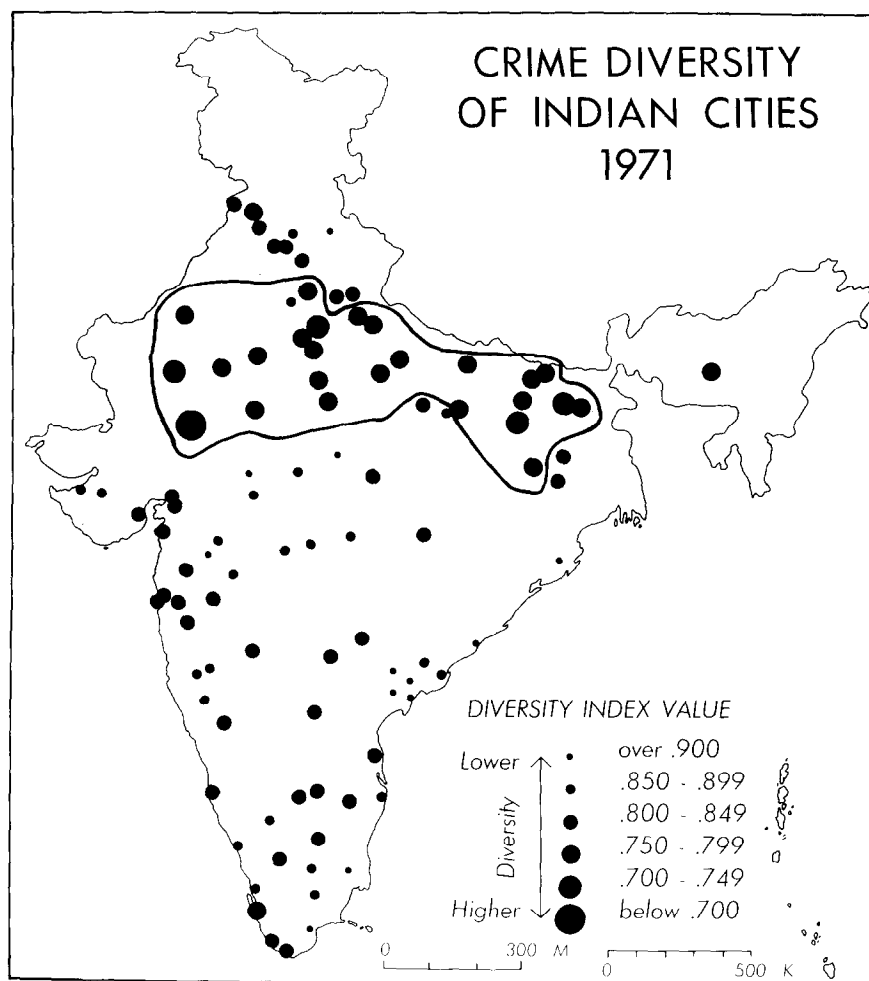 CRIME DIVERSITY
OF INDIAN CITIES
1971
DIVERSITY INDEX VALUE
Lower
Diversity
Higher
over .900
.850 - .899
.800 - .849
.750 - .799
.700 - .749
below .700
0 300 M
0 500 K